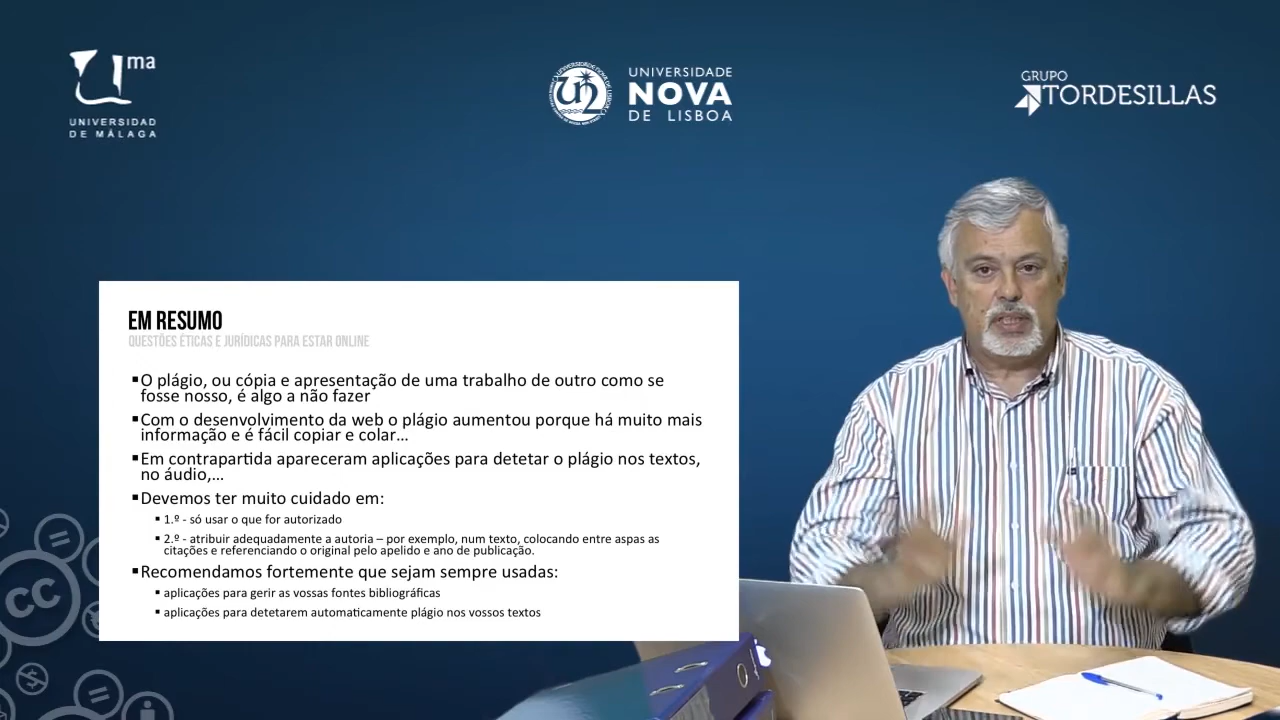 ma
UNIVERSIDAD
DE MÁLAGA
UNIVERSIDADE
NOVA
DE LISBOA
GRUPO
TORDESILLAS
EM RESUMO
QUESTÕES ÉTICAS E JURÍDICAS PARA ESTAR ONLINE
▪O plágio, ou cópia e apresentação de uma trabalho de outro como se
fosse nosso, é algo a não fazer
▪Com o desenvolvimento da web o plágio aumentou porque há muito mais
informação e é fácil copiar e colar…
▪Em contrapartida apareceram aplicações para detetar o plágio nos textos,
no áudio,…
▪Devemos ter muito cuidado em:
▪ 1.º - só usar o que for autorizado
▪ 2.º - atribuir adequadamente a autoria – por exemplo, num texto, colocando entre aspas as
citações e referenciando o original pelo apelido e ano de publicação.
▪Recomendamos fortemente que sejam sempre usadas:
▪ aplicações para gerir as vossas fontes bibliográficas
▪ aplicações para detetarem automaticamente plágio nos vossos textos
cc